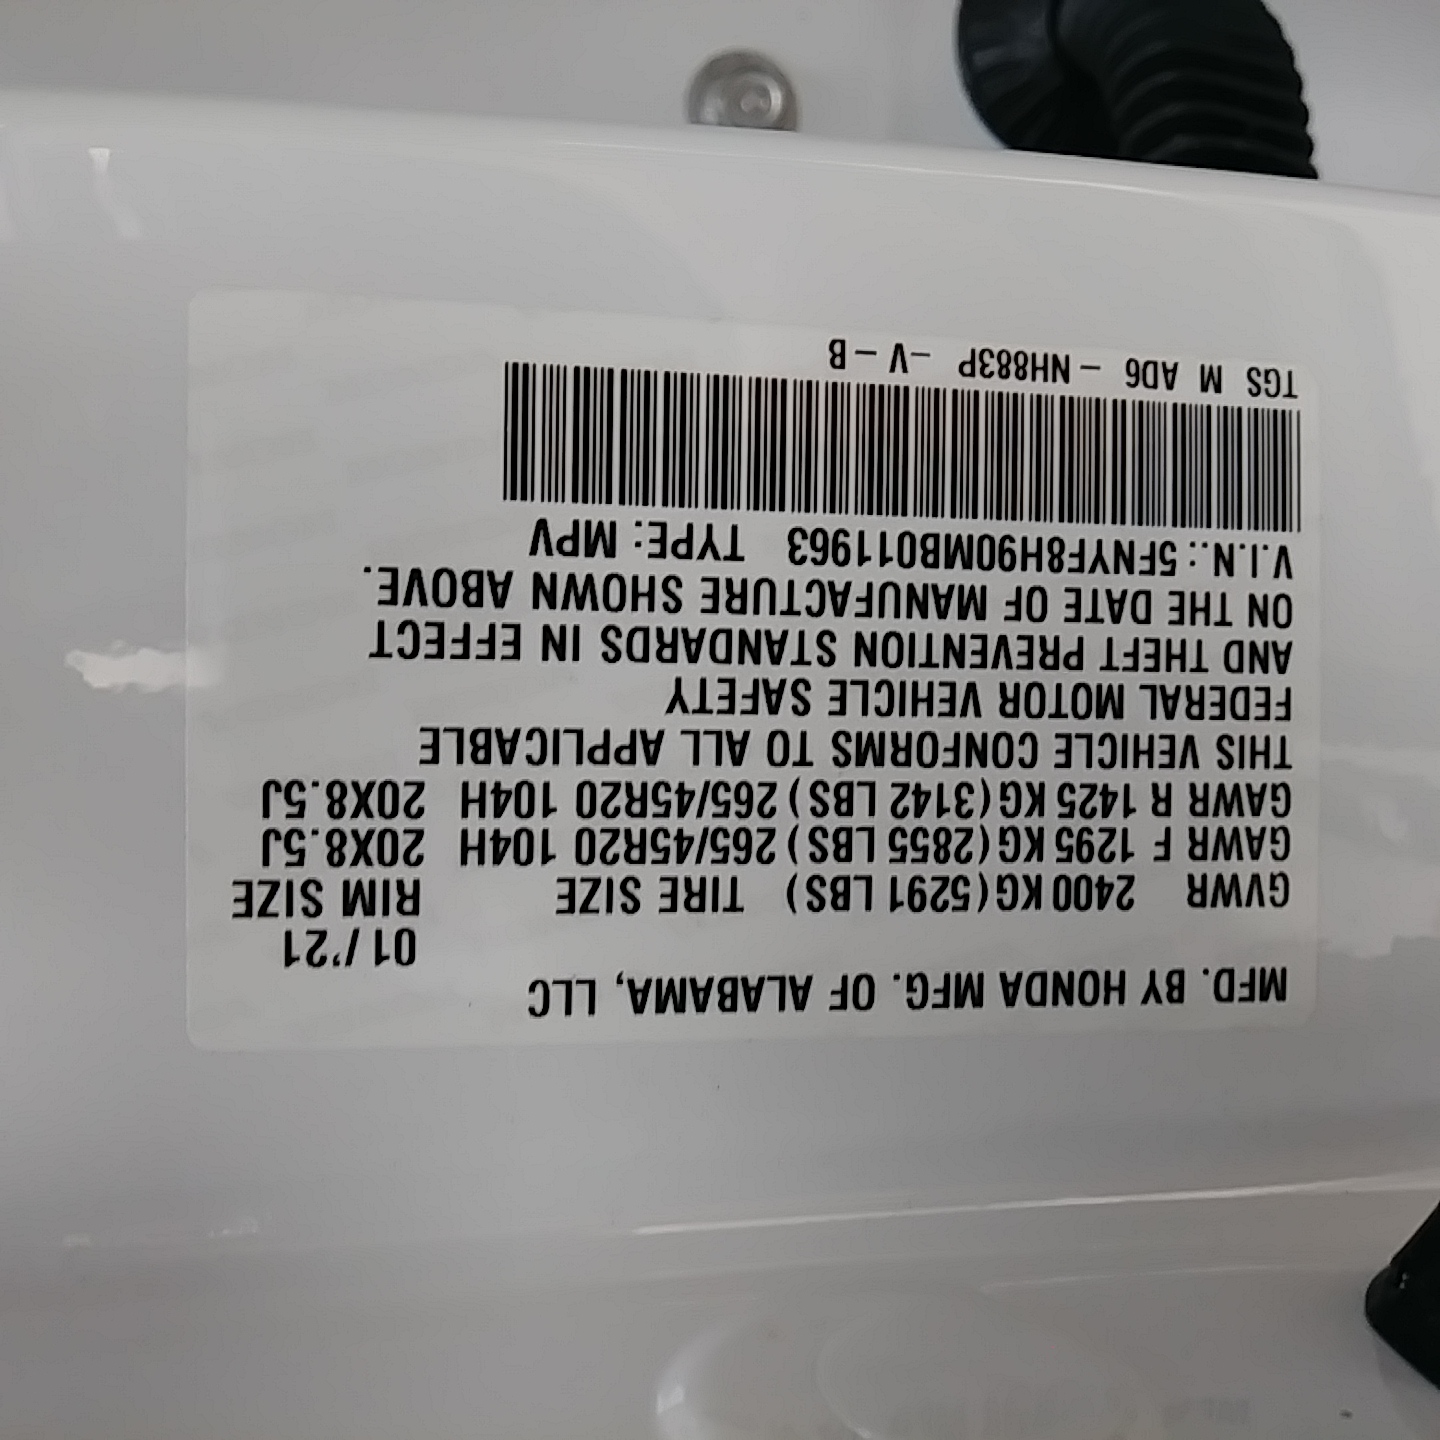 MFD. BY HONDA MFG. OF ALABAMA, LLC
01/'21
GVWR 2400 KG(5291 LBS) TIRE SIZE RIM SIZE
GAWR F 1295 KG(2855 LBS) 265/45R20 104H 20X8.5J
GAWR R 1425 KG(3142 LBS) 265/45R20 104H 20X8.5J
THIS VEHICLE CONFORMS TO ALL APPLICABLE
FEDERAL MOTOR VEHICLE SAFETY
AND THEFT PREVENTION STANDARDS IN EFFECT
ON THE DATE OF MANUFACTURE SHOWN ABOVE.
V.I.N.: 5FNYF8H90MB011963 TYPE: MPV
TGS M AD6 - NH883P -V-B